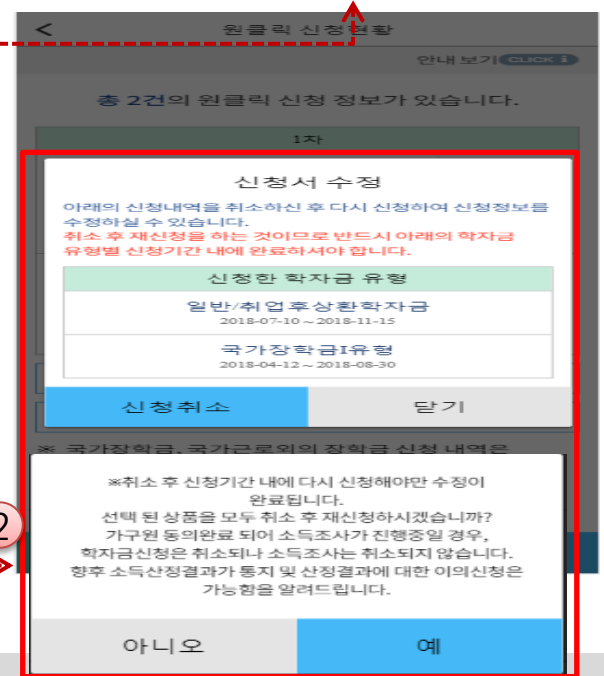 <
원클릭 신청현황
안내 보기 CLICK i
총 2건의 원클릭 신청 정보가 있습니다.
1차
신청서 수정
아래의 신청내역을 취소하신 후 다시 신청하여 신청정보를
수정하실 수 있습니다.
취소 후 재신청을 하는 것이므로 반드시 아래의 학자금
유형별 신청기간 내에 완료하셔야 합니다.
신청한 학자금 유형
일반/취업후상환학자금
2018-07-10 ~ 2018-11-15
국가장학금I유형
2018-04-12 ~ 2018-08-30
신청취소 닫기
※ 국가장학금, 국가근로외의 장학금 신청 내역은
※취소 후 신청기간 내에 다시 신청해야만 수정이
완료됩니다.
선택 된 상품을 모두 취소 후 재신청하시겠습니까?
가구원 동의완료 되어 소득조사가 진행중일 경우,
학자금신청은 취소되나 소득조사는 취소되지 않습니다.
향후 소득산정결과가 통지 및 산정결과에 대한 이의신청은
가능함을 알려드립니다.
2
아니오 예